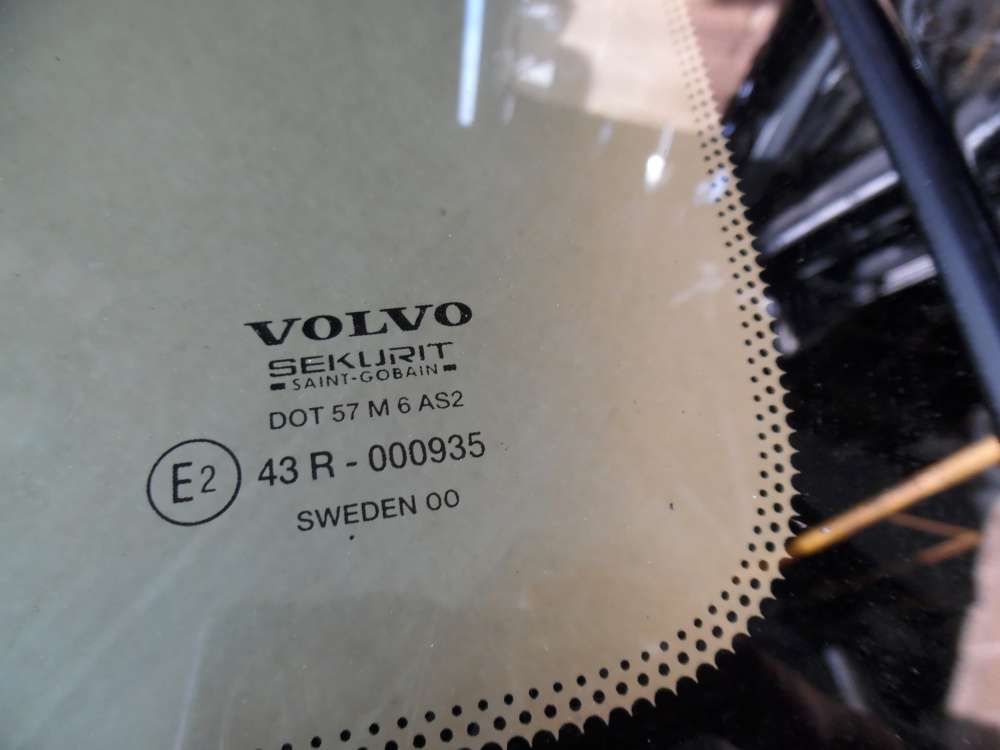 VOLVO
SEKURIT
SAINT-GOBAIN
DOT 57 M 6 AS2
E2 43 R - 000935
SWEDEN 00